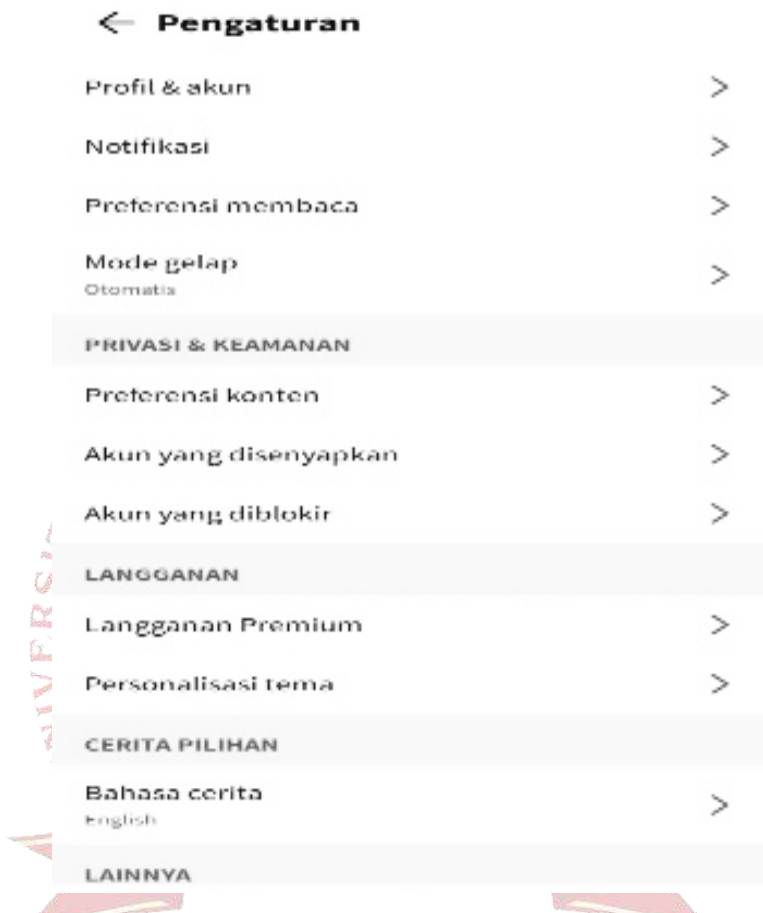 ← Pengaturan
Profil & akun >
Notifikasi >
Preferensi membaca >
Mode gelap >
Otomatis
PRIVASI & KEAMANAN
Preferensi konten >
Akun yang disenyapkan >
Akun yang diblokir >
LANGGANAN
Langganan Premium >
Personalisasi tema >
CERITA PILIHAN
Bahasa cerita >
English
LAINNYA